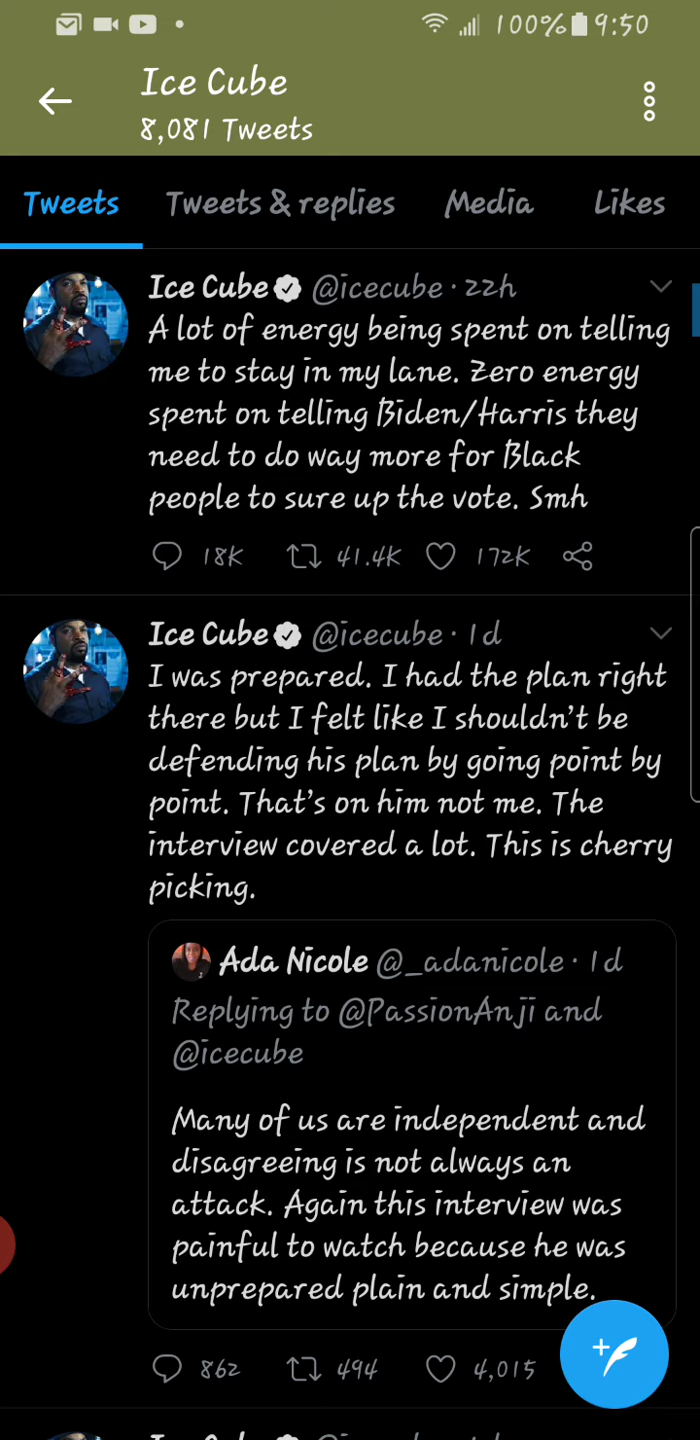 100% 9:50
Ice Cube
8,081 Tweets
Tweets Tweets & replies Media Likes
Ice Cube @icecube · 22h
A lot of energy being spent on telling
me to stay in my lane. Zero energy
spent on telling Biden/Harris they
need to do way more for Black
people to sure up the vote. Smh
18K 41.4K 172K
Ice Cube @icecube · 1d
I was prepared. I had the plan right
there but I felt like I shouldn't be
defending his plan by going point by
point. That's on him not me. The
interview covered a lot. This is cherry
picking.
Ada Nicole @_adanicole · 1d
Replying to @PassionAnji and
@icecube
Many of us are independent and
disagreeing is not always an
attack. Again this interview was
painful to watch because he was
unprepared plain and simple.
862 494 4,015